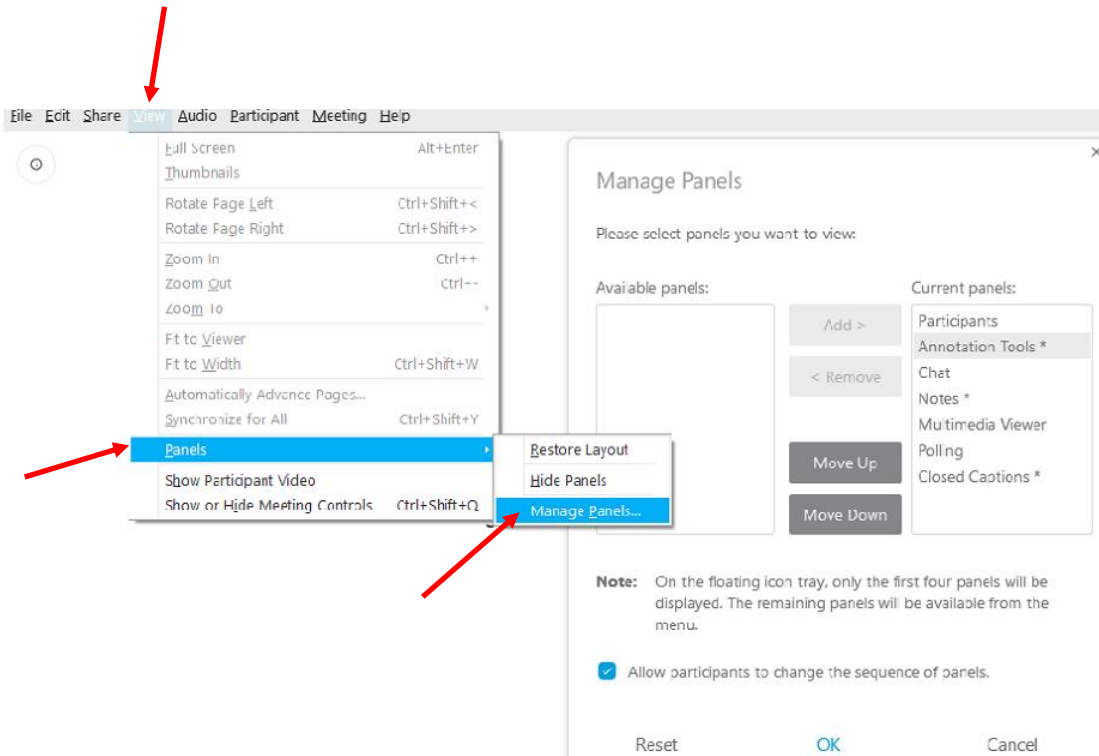 File Edit Share View Audio Participant Meeting Help
Full Screen Alt+Enter
Thumbnails
Rotate Page Left Ctrl+Shift+<
Rotate Page Right Ctrl+Shift+>
Zoom In Ctrl++
Zoom Out Ctrl+-
Zoom To
Fit to Viewer
Fit to Width Ctrl+Shift+W
Automatically Advance Pages...
Synchronize for All Ctrl+Shift+Y
Panels
Show Participant Video
Show or Hide Meeting Controls Ctrl+Shift+Q
Restore Layout
Hide Panels
Manage Panels...
Manage Panels
Please select panels you want to view:
Available panels:
Current panels:
Add >
< Remove
Move Up
Move Down
Participants
Annotation Tools *
Chat
Notes *
Multimedia Viewer
Polling
Closed Captions *
Note: On the floating icon tray, only the first four panels will be
displayed. The remaining panels will be available from the
menu.
Allow participants to change the sequence of panels.
Reset OK Cancel